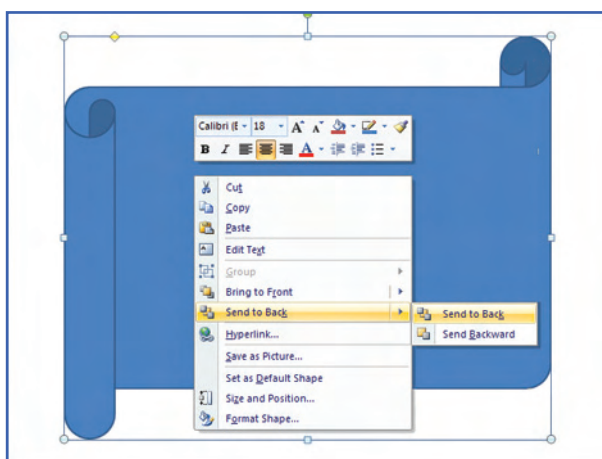 Calibri (E 18 A A
B I A
Cut
Copy
Paste
Edit Text
Group
Bring to Front
Send to Back
Send to Back
Hyperlink...
Send Backward
Save as Picture...
Set as Default Shape
Size and Position...
Format Shape...